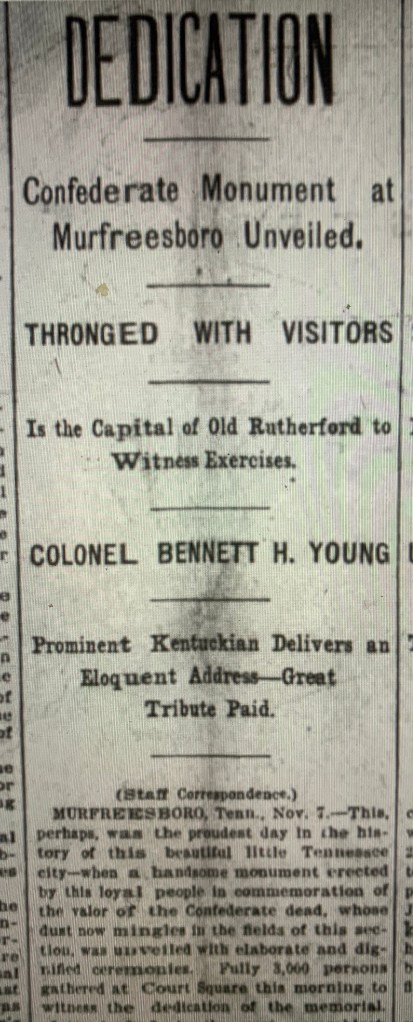 DEDICATION
Confederate Monument at
Murfreesboro Unveiled.
THRONGED WITH VISITORS
Is the Capital of Old Rutherford to
Witness Exercises.
COLONEL BENNETT H. YOUNG
Prominent Kentuckian Delivers an
Eloquent Address—Great
Tribute Paid.
(Staff Correspondence.)
MURFREESBORO, Tenn., Nov. 7.—This,
perhaps, was the proudest day in the his-
tory of this beautiful little Tennessee
city—when a handsome monument erected
by this loyal people in commemoration of
the valor of the Confederate dead, whose
dust now mingles in the fields of this sec-
tion, was unveiled with elaborate and dig-
nified ceremonies. Fully 3,000 persons
gathered at Court Square this morning to
witness the dedication of the memorial.